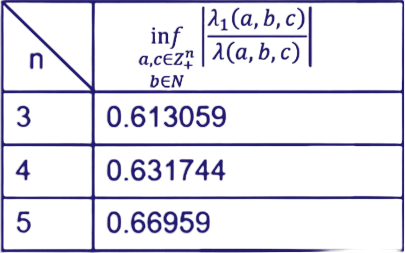 n	inf a,c∈Z₊ⁿ b∈N |λ₁(a, b, c) / λ(a, b, c)|
3	0.613059
4	0.631744
5	0.66959